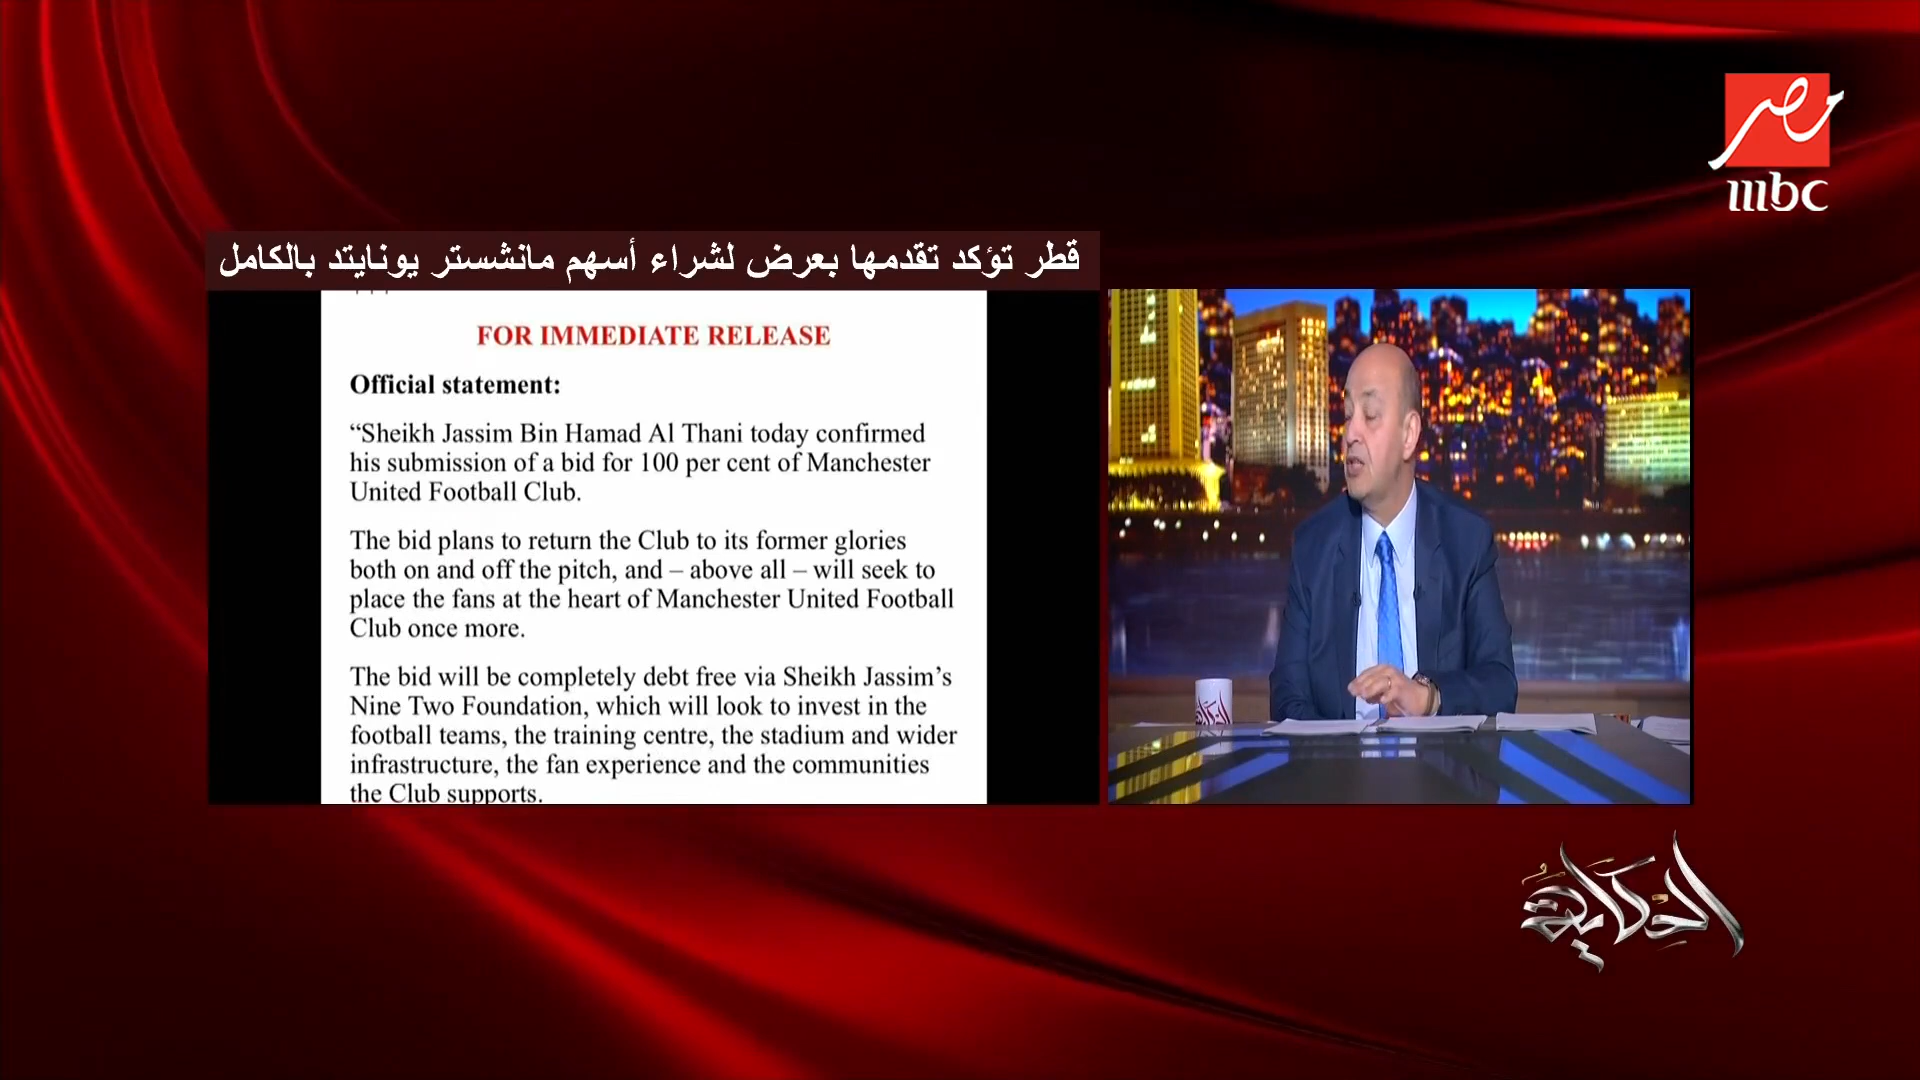 مصر
mbc
قطر تؤكد تقدمها بعرض لشراء أسهم مانشستر يونايتد بالكامل
FOR IMMEDIATE RELEASE
Official statement:
“Sheikh Jassim Bin Hamad Al Thani today confirmed
his submission of a bid for 100 per cent of Manchester
United Football Club.
The bid plans to return the Club to its former glories
both on and off the pitch, and – above all – will seek to
place the fans at the heart of Manchester United Football
Club once more.
The bid will be completely debt free via Sheikh Jassim’s
Nine Two Foundation, which will look to invest in the
football teams, the training centre, the stadium and wider
infrastructure, the fan experience and the communities
the Club supports.
الحكاية
الحكاية